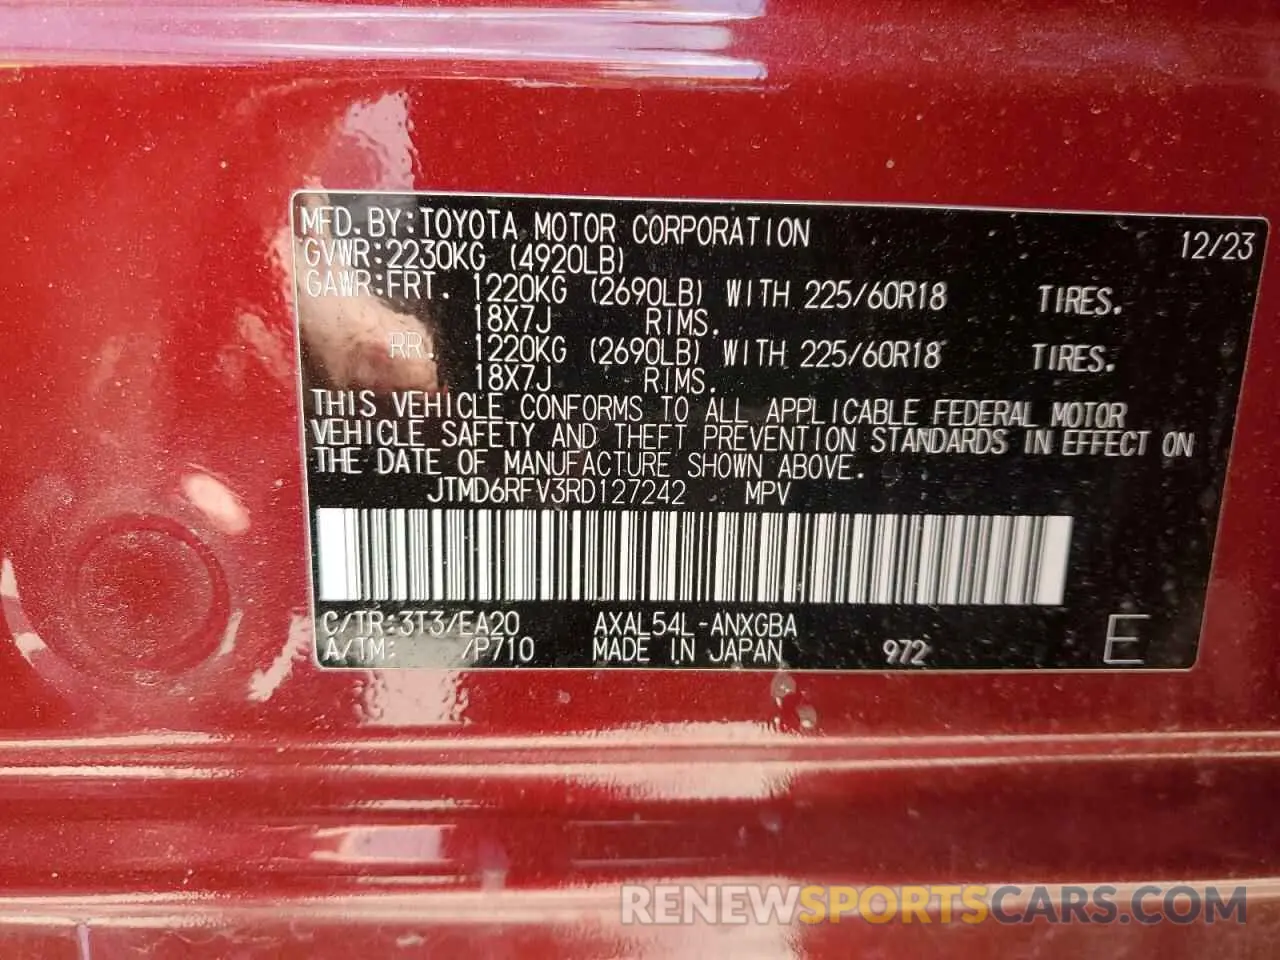 MFD.BY:TOYOTA MOTOR CORPORATION 12/23
GVWR:2230KG (4920LB)
GAWR:FRT. 1220KG (2690LB) WITH 225/60R18 TIRES.
18X7J RIMS.
RR. 1220KG (2690LB) WITH 225/60R18 TIRES.
18X7J RIMS.
THIS VEHICLE CONFORMS TO ALL APPLICABLE FEDERAL MOTOR
VEHICLE SAFETY AND THEFT PREVENTION STANDARDS IN EFFECT ON
THE DATE OF MANUFACTURE SHOWN ABOVE.
JTMD6RFV3RD127242 MPV
C/TR:3T3/EA20 AXAL54L-ANXGBA
A/TM: /P710 MADE IN JAPAN 972 E
RENEWSPORTSCARS.COM